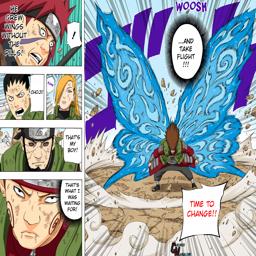 WOOSH
...AND
TAKE
FLIGHT
!!!
TIME TO
CHANGE!!
!
HE
GREW
WINGS
WITHOUT
THE
PILLS.
CHOJI!
THAT'S
MY BOY!
THAT'S
WHAT I
WAS
WAITING
FOR!